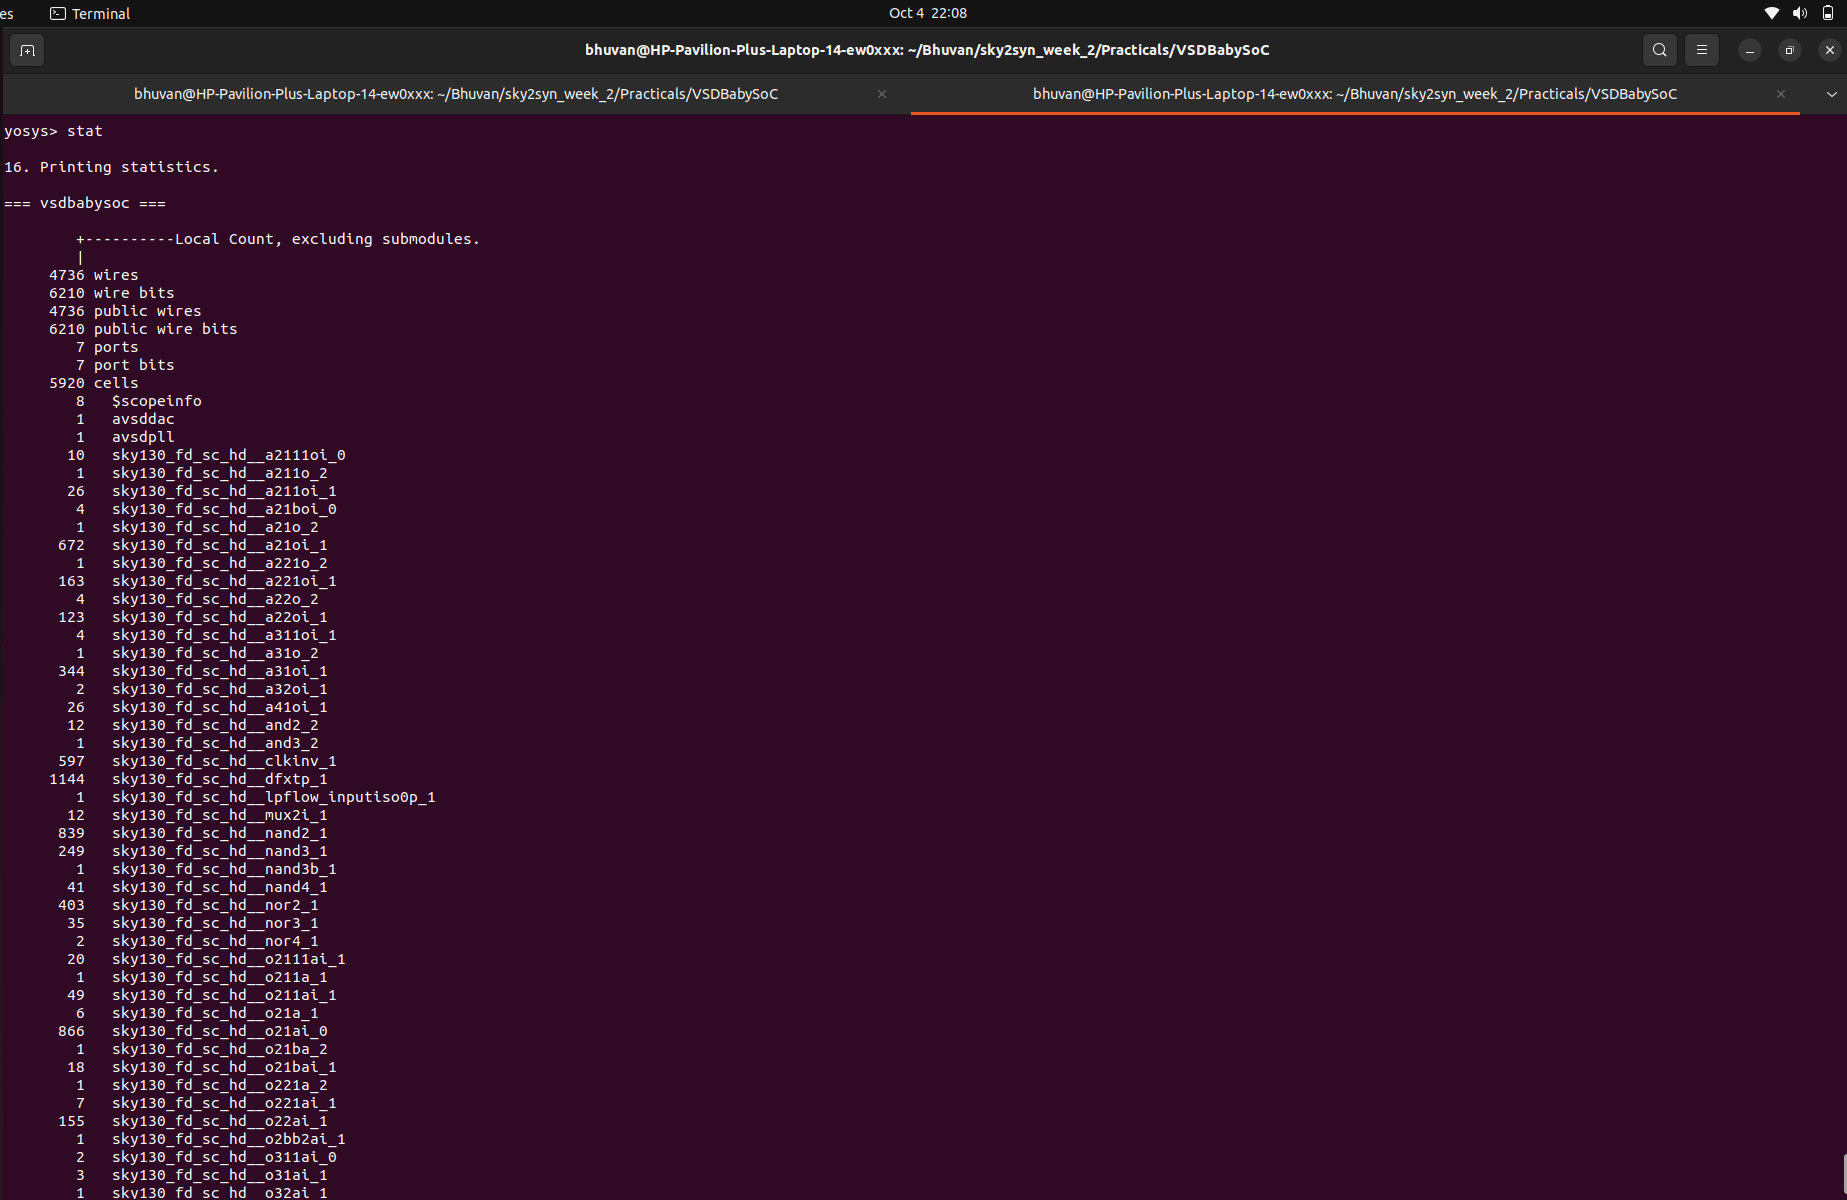 es Terminal Oct 4 22:08
bhuvan@HP-Pavilion-Plus-Laptop-14-ew0xxx: ~/Bhuvan/sky2syn_week_2/Practicals/VSDBabySoC
bhuvan@HP-Pavilion-Plus-Laptop-14-ew0xxx: ~/Bhuvan/sky2syn_week_2/Practicals/VSDBabySoC bhuvan@HP-Pavilion-Plus-Laptop-14-ew0xxx: ~/Bhuvan/sky2syn_week_2/Practicals/VSDBabySoC
yosys> stat
16. Printing statistics.
=== vsdbabysoc ===
+----------Local Count, excluding submodules.
|
4736 wires
6210 wire bits
4736 public wires
6210 public wire bits
7 ports
7 port bits
5920 cells
8 $scopeinfo
1 avsddac
1 avsdpll
10 sky130_fd_sc_hd__a2111oi_0
1 sky130_fd_sc_hd__a211o_2
26 sky130_fd_sc_hd__a211oi_1
4 sky130_fd_sc_hd__a21boi_0
1 sky130_fd_sc_hd__a21o_2
672 sky130_fd_sc_hd__a21oi_1
1 sky130_fd_sc_hd__a221o_2
163 sky130_fd_sc_hd__a221oi_1
4 sky130_fd_sc_hd__a22o_2
123 sky130_fd_sc_hd__a22oi_1
4 sky130_fd_sc_hd__a311oi_1
1 sky130_fd_sc_hd__a31o_2
344 sky130_fd_sc_hd__a31oi_1
2 sky130_fd_sc_hd__a32oi_1
26 sky130_fd_sc_hd__a41oi_1
12 sky130_fd_sc_hd__and2_2
1 sky130_fd_sc_hd__and3_2
597 sky130_fd_sc_hd__clkinv_1
1144 sky130_fd_sc_hd__dfxtp_1
1 sky130_fd_sc_hd__lpflow_inputiso0p_1
12 sky130_fd_sc_hd__mux2i_1
839 sky130_fd_sc_hd__nand2_1
249 sky130_fd_sc_hd__nand3_1
1 sky130_fd_sc_hd__nand3b_1
41 sky130_fd_sc_hd__nand4_1
403 sky130_fd_sc_hd__nor2_1
35 sky130_fd_sc_hd__nor3_1
2 sky130_fd_sc_hd__nor4_1
20 sky130_fd_sc_hd__o2111ai_1
1 sky130_fd_sc_hd__o211a_1
49 sky130_fd_sc_hd__o211ai_1
6 sky130_fd_sc_hd__o21a_1
866 sky130_fd_sc_hd__o21ai_0
1 sky130_fd_sc_hd__o21ba_2
18 sky130_fd_sc_hd__o21bai_1
1 sky130_fd_sc_hd__o221a_2
7 sky130_fd_sc_hd__o221ai_1
155 sky130_fd_sc_hd__o22ai_1
1 sky130_fd_sc_hd__o2bb2ai_1
2 sky130_fd_sc_hd__o311ai_0
3 sky130_fd_sc_hd__o31ai_1
1 sky130_fd_sc_hd__o32ai_1